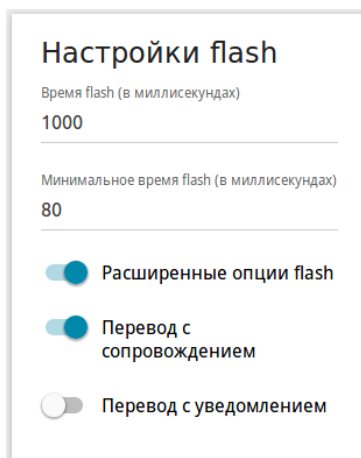 Настройки flash
Время flash (в миллисекундах)
1000
Минимальное время flash (в миллисекундах)
80
Расширенные опции flash
Перевод с
сопровождением
Перевод с уведомлением